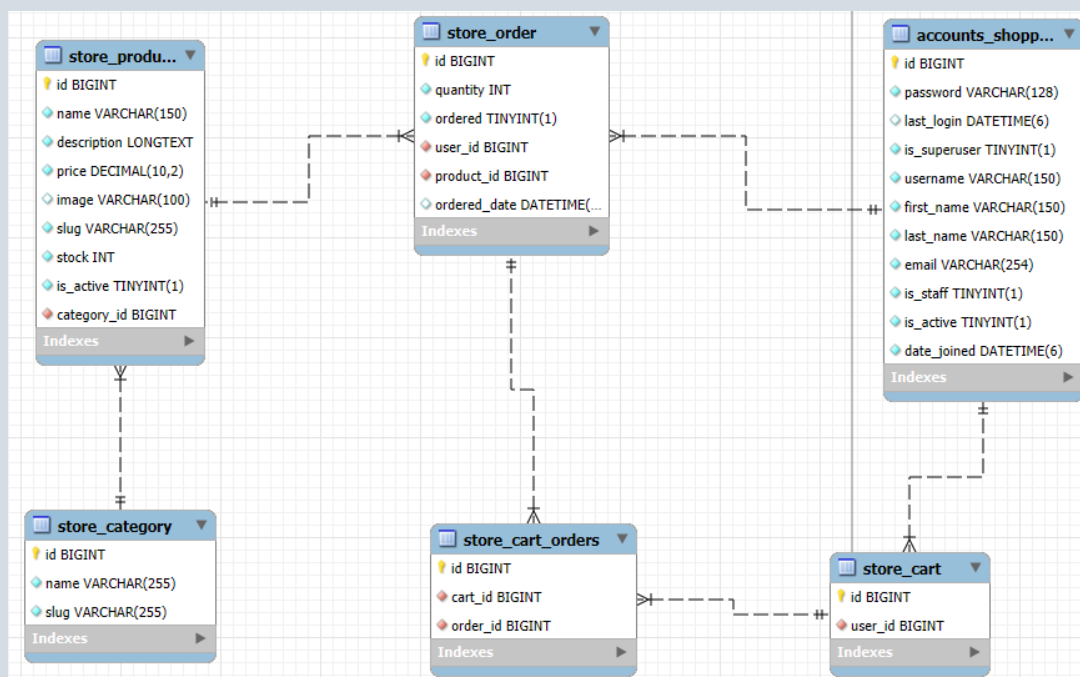 store_produ...
id BIGINT
name VARCHAR(150)
description LONGTEXT
price DECIMAL(10,2)
image VARCHAR(100)
slug VARCHAR(255)
stock INT
is_active TINYINT(1)
category_id BIGINT
Indexes
store_order
id BIGINT
quantity INT
ordered TINYINT(1)
user_id BIGINT
product_id BIGINT
ordered_date DATETIME(...
Indexes
accounts_shopp...
id BIGINT
password VARCHAR(128)
last_login DATETIME(6)
is_superuser TINYINT(1)
username VARCHAR(150)
first_name VARCHAR(150)
last_name VARCHAR(150)
email VARCHAR(254)
is_staff TINYINT(1)
is_active TINYINT(1)
date_joined DATETIME(6)
Indexes
store_category
id BIGINT
name VARCHAR(255)
slug VARCHAR(255)
Indexes
store_cart_orders
id BIGINT
cart_id BIGINT
order_id BIGINT
Indexes
store_cart
id BIGINT
user_id BIGINT
Indexes